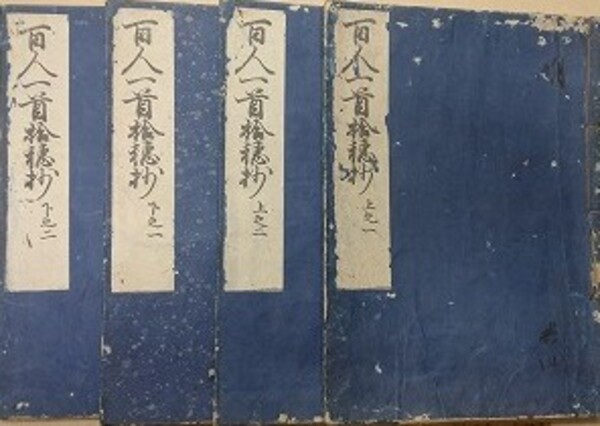 百人一首拾穂抄 上之一
百人一首拾穂抄 上之二
百人一首拾穂抄 下之一
百人一首拾穂抄 下之二